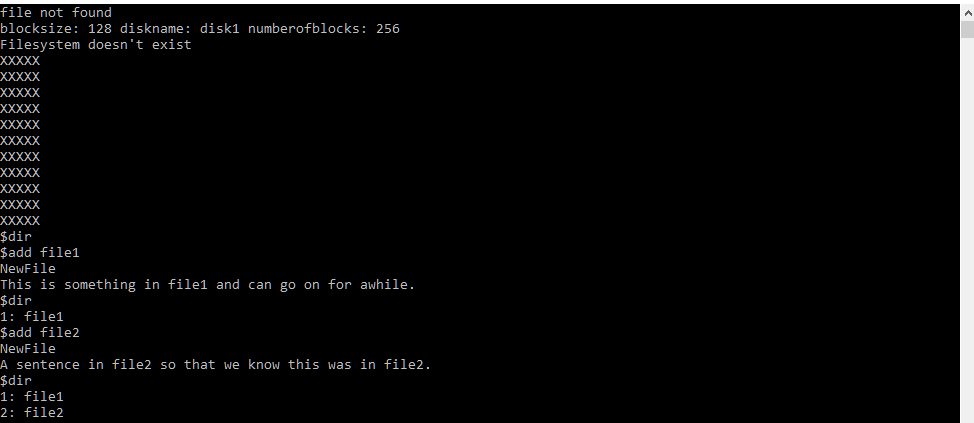 file not found
blocksize: 128 diskname: disk1 numberofblocks: 256
Filesystem doesn't exist
XXXXX
XXXXX
XXXXX
XXXXX
XXXXX
XXXXX
XXXXX
XXXXX
XXXXX
XXXXX
XXXXX
$dir
$add file1
NewFile
This is something in file1 and can go on for awhile.
$dir
1: file1
$add file2
NewFile
A sentence in file2 so that we know this was in file2.
$dir
1: file1
2: file2